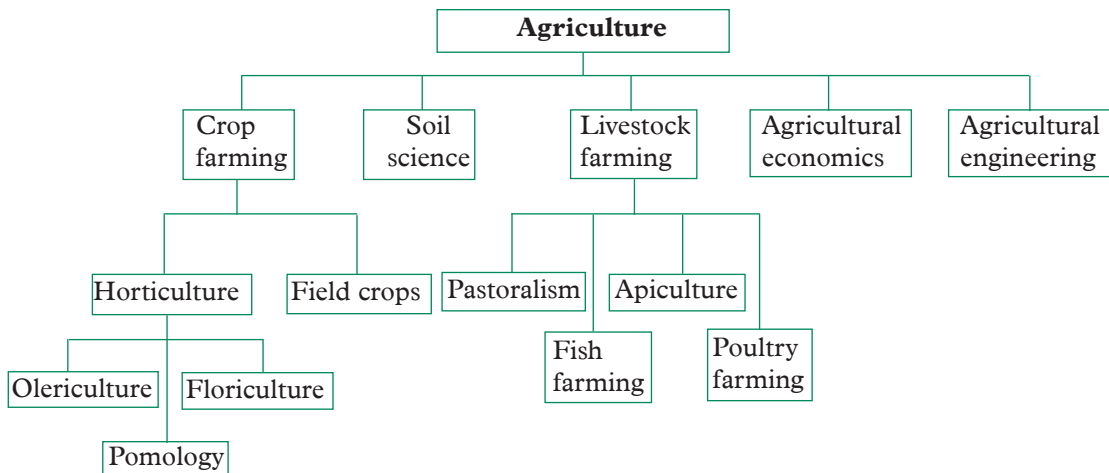 Agriculture
Crop
farming
Soil
science
Livestock
farming
Agricultural
economics
Agricultural
engineering
Horticulture
Field crops
Pastoralism
Apiculture
Fish
farming
Poultry
farming
Olericulture
Floriculture
Pomology